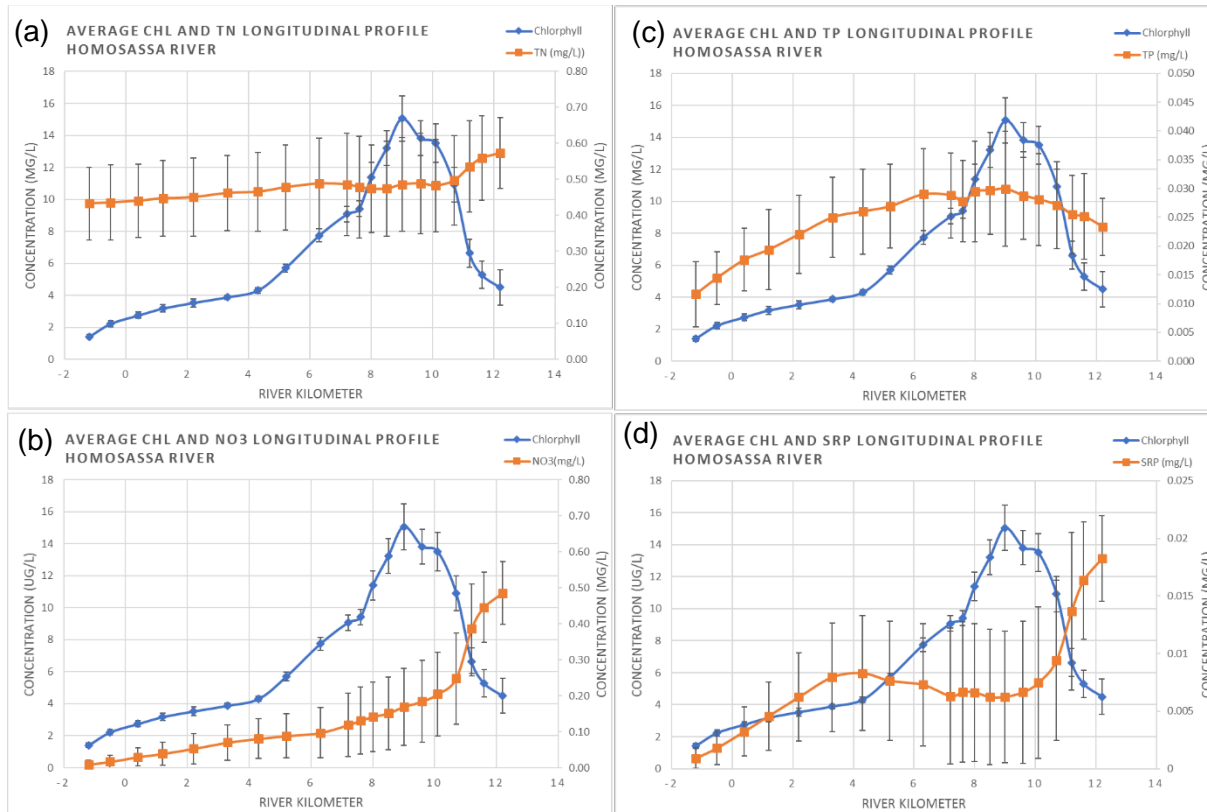 (a)
AVERAGE CHL AND TN LONGITUDINAL PROFILE
HOMOSASSA RIVER
Chlorphyll
TN (mg/L))
CONCENTRATION (MG/L)
18
16
14
12
10
8
6
4
2
0
0.80
0.70
0.60
0.50
0.40
0.30
0.20
0.10
0.00
CONCENTRATION (MG/L)
-2 0 2 4 6 8 10 12 14
RIVER KILOMETER
(c)
AVERAGE CHL AND TP LONGITUDINAL PROFILE
HOMOSASSA RIVER
Chlorphyll
TP (mg/L)
CONCENTRATION (MG/L)
18
16
14
12
10
8
6
4
2
0
0.050
0.045
0.040
0.035
0.030
0.025
0.020
0.015
0.010
0.005
0.000
CONCENTRATION (MG/L)
-2 0 2 4 6 8 10 12 14
RIVER KILOMETER
(b)
AVERAGE CHL AND NO3 LONGITUDINAL PROFILE
HOMOSASSA RIVER
Chlorphyll
NO3(mg/L)
CONCENTRATION (UG/L)
18
16
14
12
10
8
6
4
2
0
0.80
0.70
0.60
0.50
0.40
0.30
0.20
0.10
0.00
CONCENTRATION (MG/L)
-2 0 2 4 6 8 10 12 14
RIVER KILOMETER
(d)
AVERAGE CHL AND SRP LONGITUDINAL PROFILE
HOMOSASSA RIVER
Chlorphyll
SRP (mg/L)
CONCENTRATION (UG/L)
18
16
14
12
10
8
6
4
2
0
0.025
0.02
0.015
0.01
0.005
0
CONCENTRATION (MG/L)
-2 0 2 4 6 8 10 12 14
RIVER KILOMETER